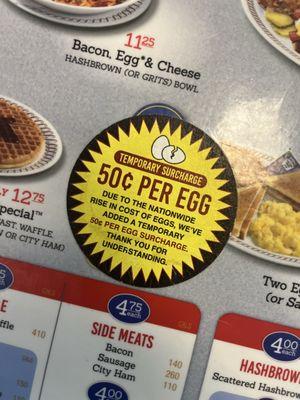 11.25
Bacon, Egg* & Cheese
HASHBROWN (OR GRITS) BOWL
TEMPORARY SURCHARGE
50¢ PER EGG
DUE TO THE NATIONWIDE
RISE IN COST OF EGGS, WE'VE
ADDED A TEMPORARY
50¢ PER EGG SURCHARGE.
THANK YOU FOR
UNDERSTANDING.
12.75
pecial™
AST, WAFFLE,
N OR CITY HAM)
Two E
(or Sa
4.75
each
SIDE MEATS
Bacon 140
Sausage 260
City Ham 110
4.00
410
4.00
each
HASHBROW
Scattered Hashbrow